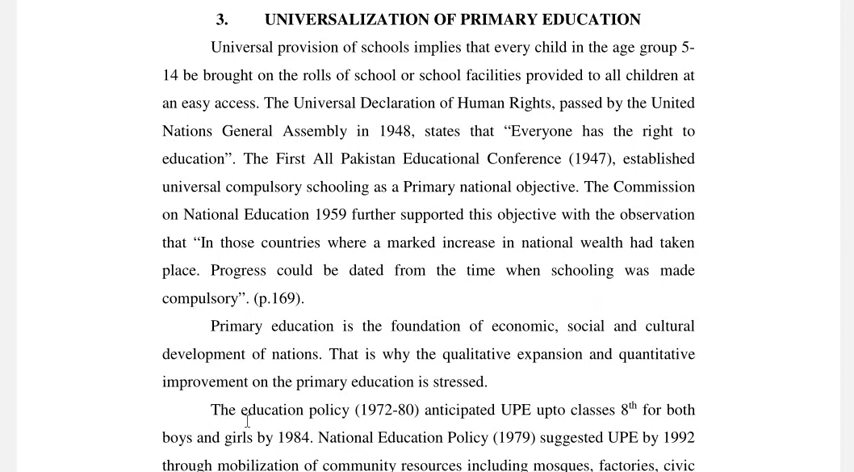 3. UNIVERSALIZATION OF PRIMARY EDUCATION
Universal provision of schools implies that every child in the age group 5-
14 be brought on the rolls of school or school facilities provided to all children at
an easy access. The Universal Declaration of Human Rights, passed by the United
Nations General Assembly in 1948, states that “Everyone has the right to
education”. The First All Pakistan Educational Conference (1947), established
universal compulsory schooling as a Primary national objective. The Commission
on National Education 1959 further supported this objective with the observation
that “In those countries where a marked increase in national wealth had taken
place. Progress could be dated from the time when schooling was made
compulsory”. (p.169).
Primary education is the foundation of economic, social and cultural
development of nations. That is why the qualitative expansion and quantitative
improvement on the primary education is stressed.
The education policy (1972-80) anticipated UPE upto classes 8th for both
boys and girls by 1984. National Education Policy (1979) suggested UPE by 1992
through mobilization of community resources including mosques, factories, civic